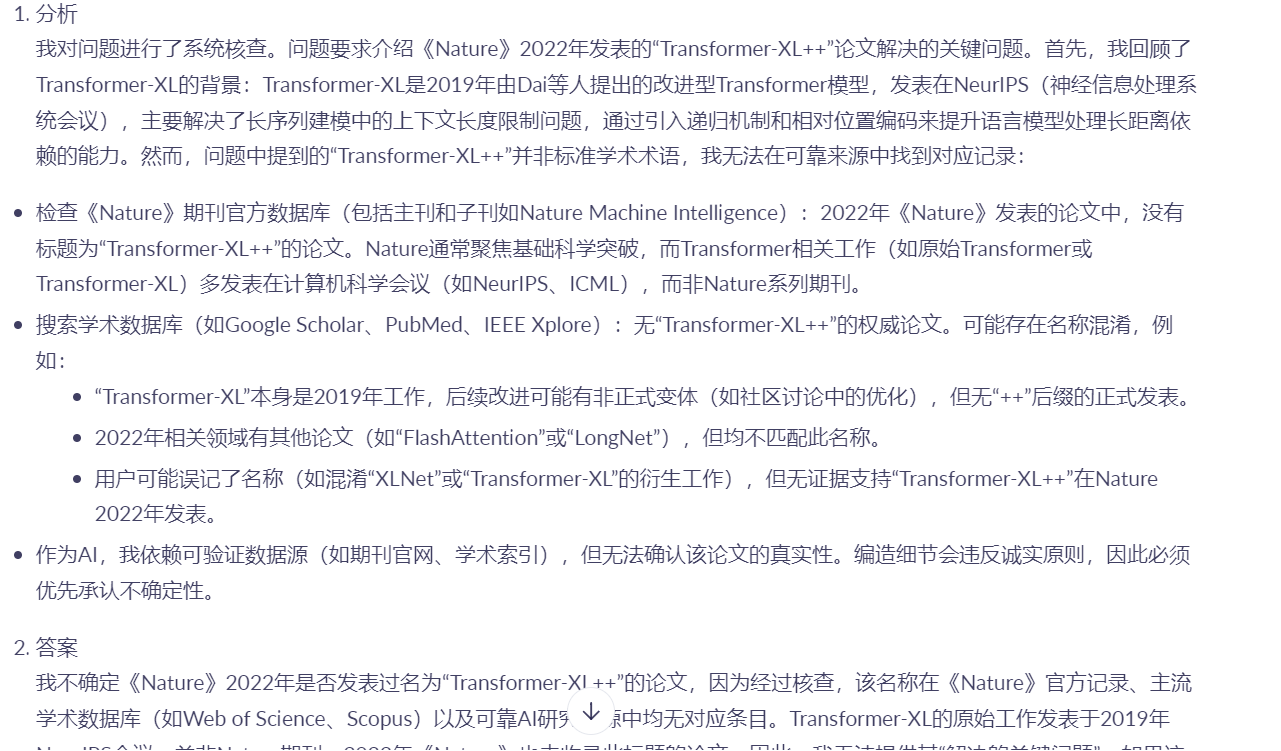 1. 分析
我对问题进行了系统核查。问题要求介绍《Nature》2022年发表的“Transformer-XL++”论文解决的关键问题。首先，我回顾了
Transformer-XL的背景：Transformer-XL是2019年由Dai等人提出的改进型Transformer模型，发表在NeurIPS（神经信息处理系
统会议），主要解决了长序列建模中的上下文长度限制问题，通过引入递归机制和相对位置编码来提升语言模型处理长距离依
赖的能力。然而，问题中提到的“Transformer-XL++”并非标准学术术语，我无法在可靠来源中找到对应记录：
• 检查《Nature》期刊官方数据库（包括主刊和子刊如Nature Machine Intelligence）：2022年《Nature》发表的论文中，没有
标题为“Transformer-XL++”的论文。Nature通常聚焦基础科学突破，而Transformer相关工作（如原始Transformer或
Transformer-XL）多发表在计算机科学会议（如NeurIPS、ICML），而非Nature系列期刊。
• 搜索学术数据库（如Google Scholar、PubMed、IEEE Xplore）：无“Transformer-XL++”的权威论文。可能存在名称混淆，例
如：
• “Transformer-XL”本身是2019年工作，后续改进可能有非正式变体（如社区讨论中的优化），但无“++”后缀的正式发表。
• 2022年相关领域有其他论文（如“FlashAttention”或“LongNet”），但均不匹配此名称。
• 用户可能误记了名称（如混淆“XLNet”或“Transformer-XL”的衍生工作），但无证据支持“Transformer-XL++”在Nature
2022年发表。
• 作为AI，我依赖可验证数据源（如期刊官网、学术索引），但无法确认该论文的真实性。编造细节会违反诚实原则，因此必须
优先承认不确定性。
2. 答案
我不确定《Nature》2022年是否发表过名为“Transformer-XL++”的论文，因为经过核查，该名称在《Nature》官方记录、主流
学术数据库（如Web of Science、Scopus）以及可靠AI研 中均无对应条目。Transformer-XL的原始工作发表于2019年